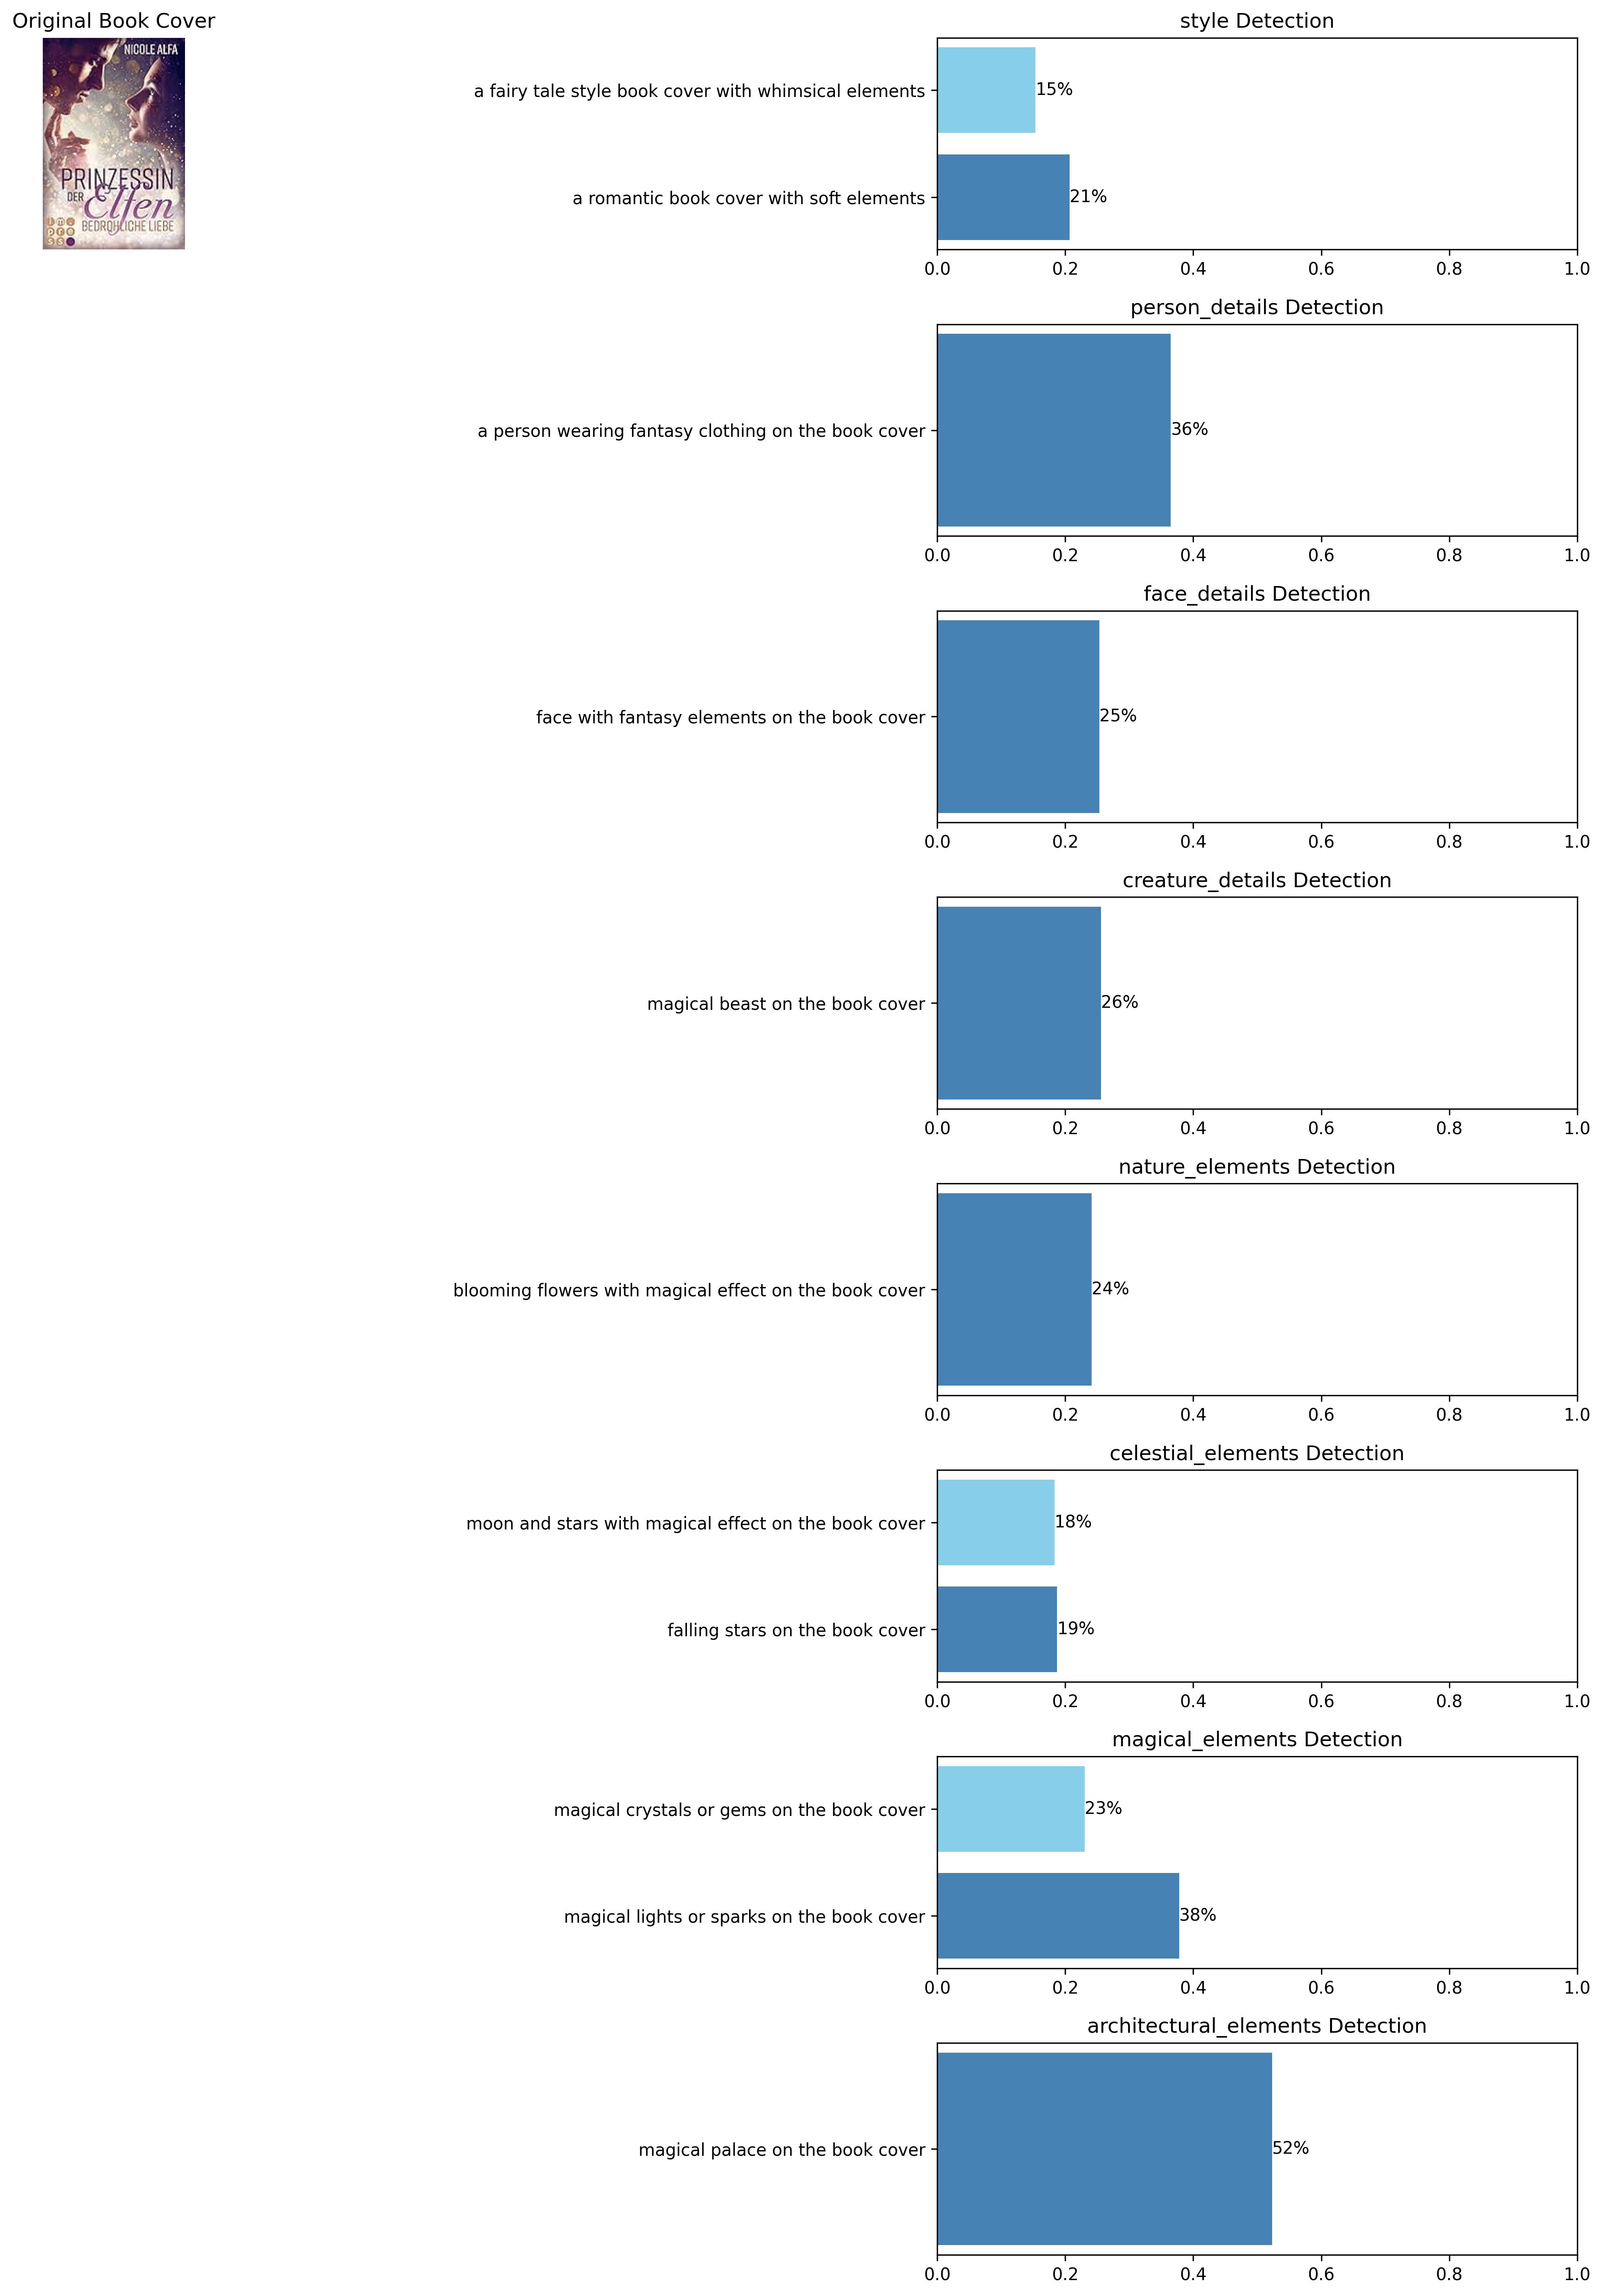 Original Book Cover
NICOLE ALFA
PRINZESSIN
DER
Elfen
BEDROHLICHE LIEBE
i m .
p r e
s s
style Detection
a fairy tale style book cover with whimsical elements
15%
a romantic book cover with soft elements
21%
0.0 0.2 0.4 0.6 0.8 1.0
person_details Detection
a person wearing fantasy clothing on the book cover
36%
0.0 0.2 0.4 0.6 0.8 1.0
face_details Detection
face with fantasy elements on the book cover
25%
0.0 0.2 0.4 0.6 0.8 1.0
creature_details Detection
magical beast on the book cover
26%
0.0 0.2 0.4 0.6 0.8 1.0
nature_elements Detection
blooming flowers with magical effect on the book cover
24%
0.0 0.2 0.4 0.6 0.8 1.0
celestial_elements Detection
moon and stars with magical effect on the book cover
18%
falling stars on the book cover
19%
0.0 0.2 0.4 0.6 0.8 1.0
magical_elements Detection
magical crystals or gems on the book cover
23%
magical lights or sparks on the book cover
38%
0.0 0.2 0.4 0.6 0.8 1.0
architectural_elements Detection
magical palace on the book cover
52%
0.0 0.2 0.4 0.6 0.8 1.0